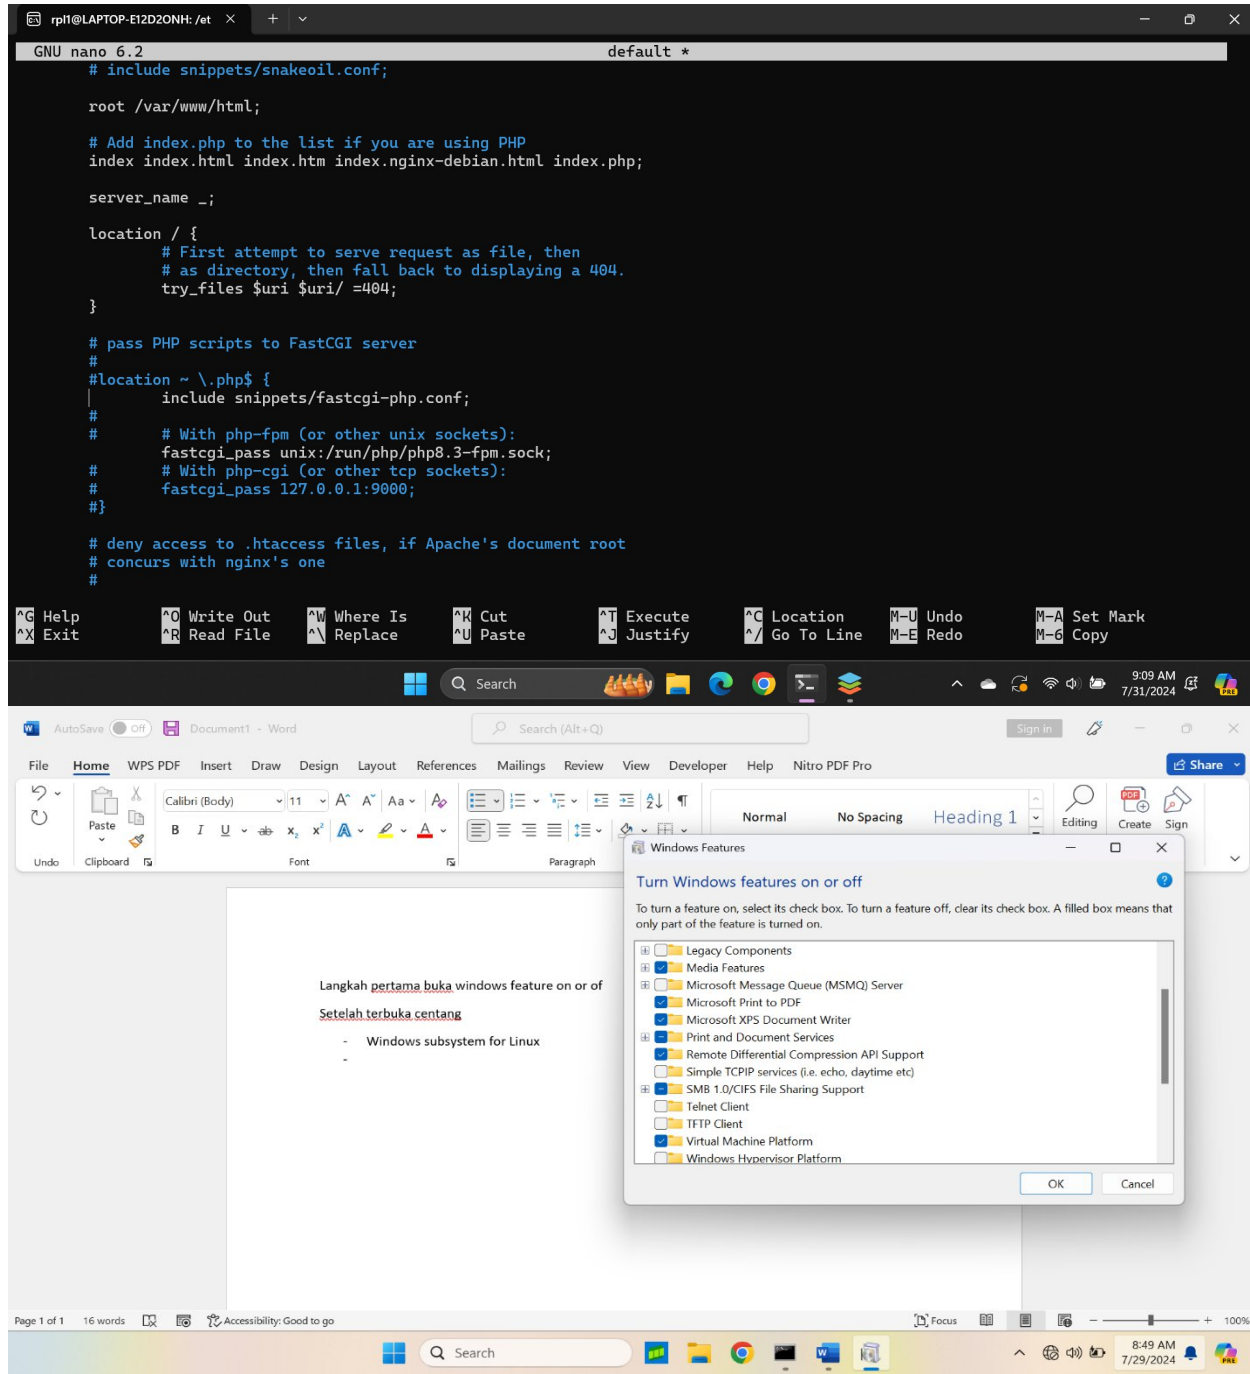 rpl1@LAPTOP-E12D2ONH: /et
GNU nano 6.2 default *
# include snippets/snakeoil.conf;
root /var/www/html;
# Add index.php to the list if you are using PHP
index index.html index.htm index.nginx-debian.html index.php;
server_name _;
location / {
# First attempt to serve request as file, then
# as directory, then fall back to displaying a 404.
try_files $uri $uri/ =404;
}
# pass PHP scripts to FastCGI server
#
#location ~ \.php$ {
include snippets/fastcgi-php.conf;
#
# # With php-fpm (or other unix sockets):
fastcgi_pass unix:/run/php/php8.3-fpm.sock;
# # With php-cgi (or other tcp sockets):
# fastcgi_pass 127.0.0.1:9000;
#}
# deny access to .htaccess files, if Apache's document root
# concurs with nginx's one
#
^G Help ^O Write Out ^W Where Is ^K Cut ^T Execute ^C Location M-U Undo M-A Set Mark
^X Exit ^R Read File ^\ Replace ^U Paste ^J Justify ^/ Go To Line M-E Redo M-6 Copy
Search
9:09 AM
7/31/2024
PRE
AutoSave Off Document1 - Word Search (Alt+Q) Sign in
File Home WPS PDF Insert Draw Design Layout References Mailings Review View Developer Help Nitro PDF Pro Share
Calibri (Body) 11 A^ A˅ Aa A
Paste B I U ab x2 x2 A A Normal No Spacing Heading 1 Editing Create Sign
Undo Clipboard Font Paragraph
Windows Features
Turn Windows features on or off
To turn a feature on, select its check box. To turn a feature off, clear its check box. A filled box means that
only part of the feature is turned on.
Legacy Components
Media Features
Microsoft Message Queue (MSMQ) Server
Microsoft Print to PDF
Microsoft XPS Document Writer
Print and Document Services
Remote Differential Compression API Support
Simple TCPIP services (i.e. echo, daytime etc)
SMB 1.0/CIFS File Sharing Support
Telnet Client
TFTP Client
Virtual Machine Platform
Windows Hypervisor Platform
OK Cancel
Langkah pertama buka windows feature on or of
Setelah terbuka centang
- Windows subsystem for Linux
-
Page 1 of 1 16 words Accessibility: Good to go Focus 100%
Search
8:49 AM
7/29/2024
PRE